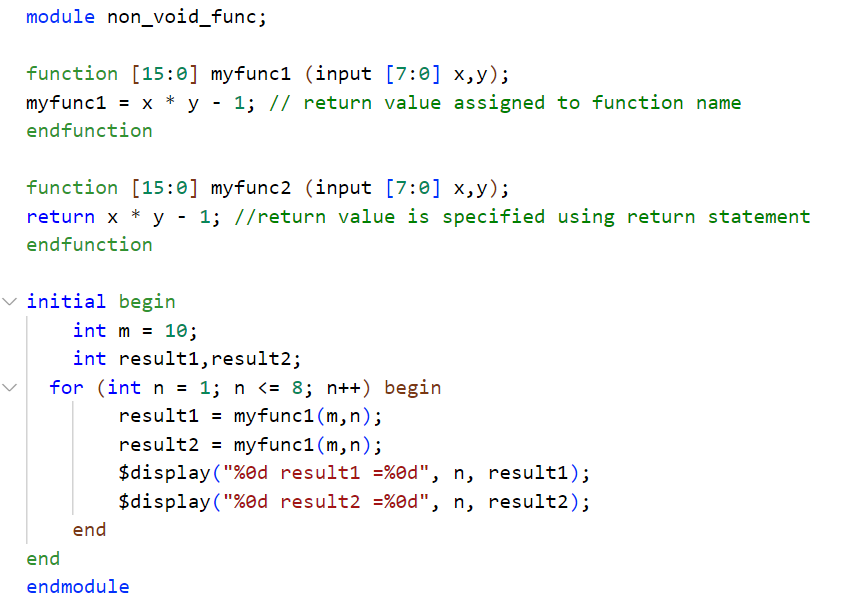 module non_void_func;
function [15:0] myfunc1 (input [7:0] x,y);
myfunc1 = x * y - 1; // return value assigned to function name
endfunction
function [15:0] myfunc2 (input [7:0] x,y);
return x * y - 1; //return value is specified using return statement
endfunction
initial begin
int m = 10;
int result1,result2;
for (int n = 1; n <= 8; n++) begin
result1 = myfunc1(m,n);
result2 = myfunc1(m,n);
$display("%0d result1 =%0d", n, result1);
$display("%0d result2 =%0d", n, result2);
end
end
endmodule